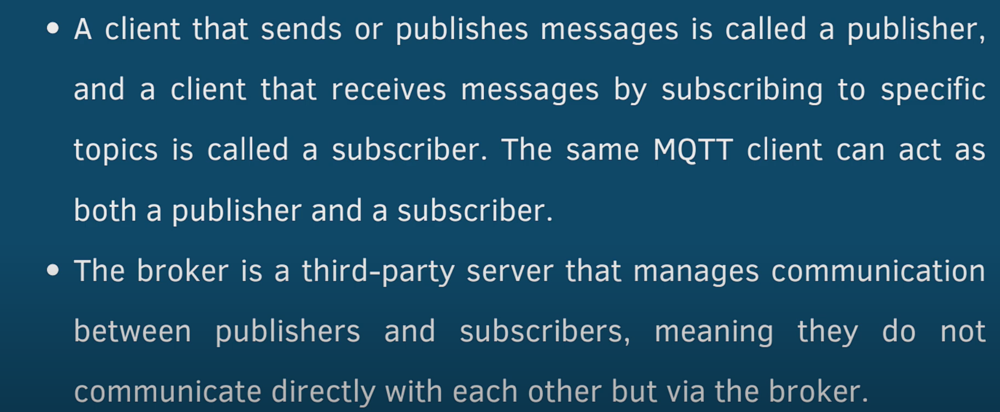 • A client that sends or publishes messages is called a publisher,
and a client that receives messages by subscribing to specific
topics is called a subscriber. The same MQTT client can act as
both a publisher and a subscriber.
• The broker is a third-party server that manages communication
between publishers and subscribers, meaning they do not
communicate directly with each other but via the broker.